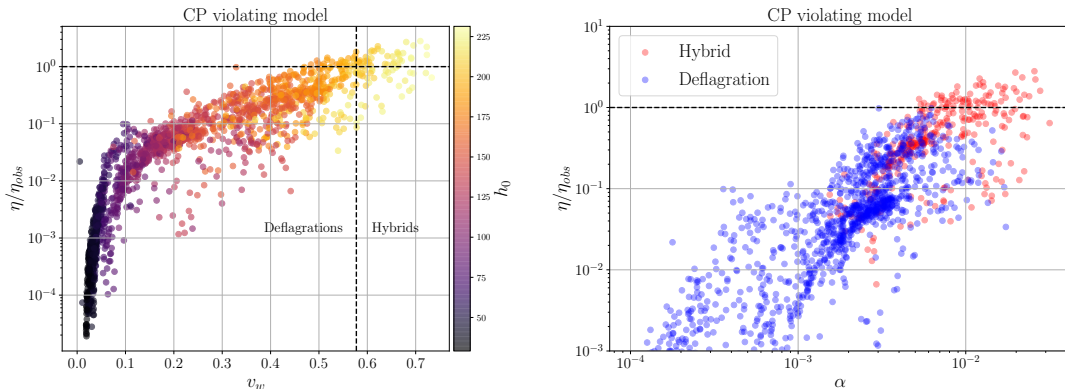 CP violating model
10^0
10^-1
10^-2
10^-3
10^-4
η/η_obs
0.0 0.1 0.2 0.3 0.4 0.5 0.6 0.7
v_w
Deflagrations
Hybrids
225
200
175
150
125
100
75
50
h_0
CP violating model
Hybrid
Deflagration
10^1
10^0
10^-1
10^-2
10^-3
η/η_obs
10^-4 10^-2 10^-2
α